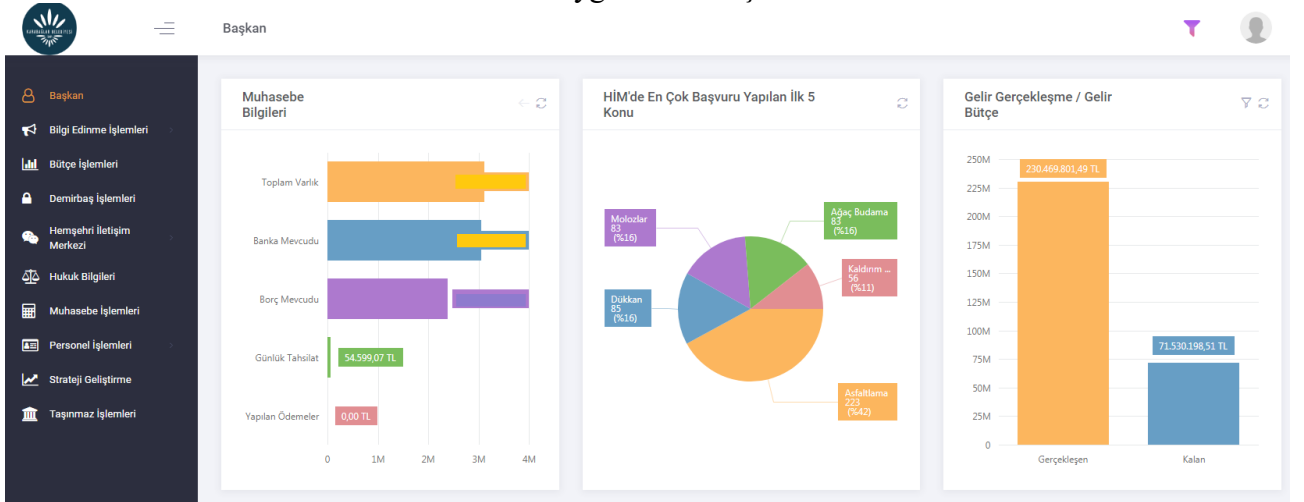 Başkan
Başkan
Bilgi Edinme İşlemleri
Bütçe İşlemleri
Demirbaş İşlemleri
Hemşehri İletişim
Merkezi
Hukuk Bilgileri
Muhasebe İşlemleri
Personel İşlemleri
Strateji Geliştirme
Taşınmaz İşlemleri
Muhasebe
Bilgileri
Toplam Varlık
Banka Mevcudu
Borç Mevcudu
Günlük Tahsilat
54.599,07 TL
Yapılan Ödemeler
0,00 TL
0 1M 2M 3M 4M
HİM'de En Çok Başvuru Yapılan İlk 5
Konu
Molozlar
83
(%16)
Ağaç Budama
83
(%16)
Kaldırım ...
56
(%11)
Dükkan
85
(%16)
Asfaltlama
223
(%42)
Gelir Gerçekleşme / Gelir
Bütçe
250M
225M
200M
175M
150M
125M
100M
75M
50M
25M
0
230.469.801,49 TL
71.530.198,51 TL
Gerçekleşen Kalan